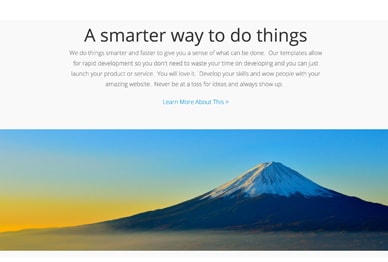 A smarter way to do things
We do things smarter and faster to give you a sense of what can be done. Our templates allow
for rapid development so you don't need to waste your time on developing and you can just
launch your product or service. You will love it. Develop your skills and wow people with your
amazing website. Never be at a loss for ideas and always show up.
Learn More About This >